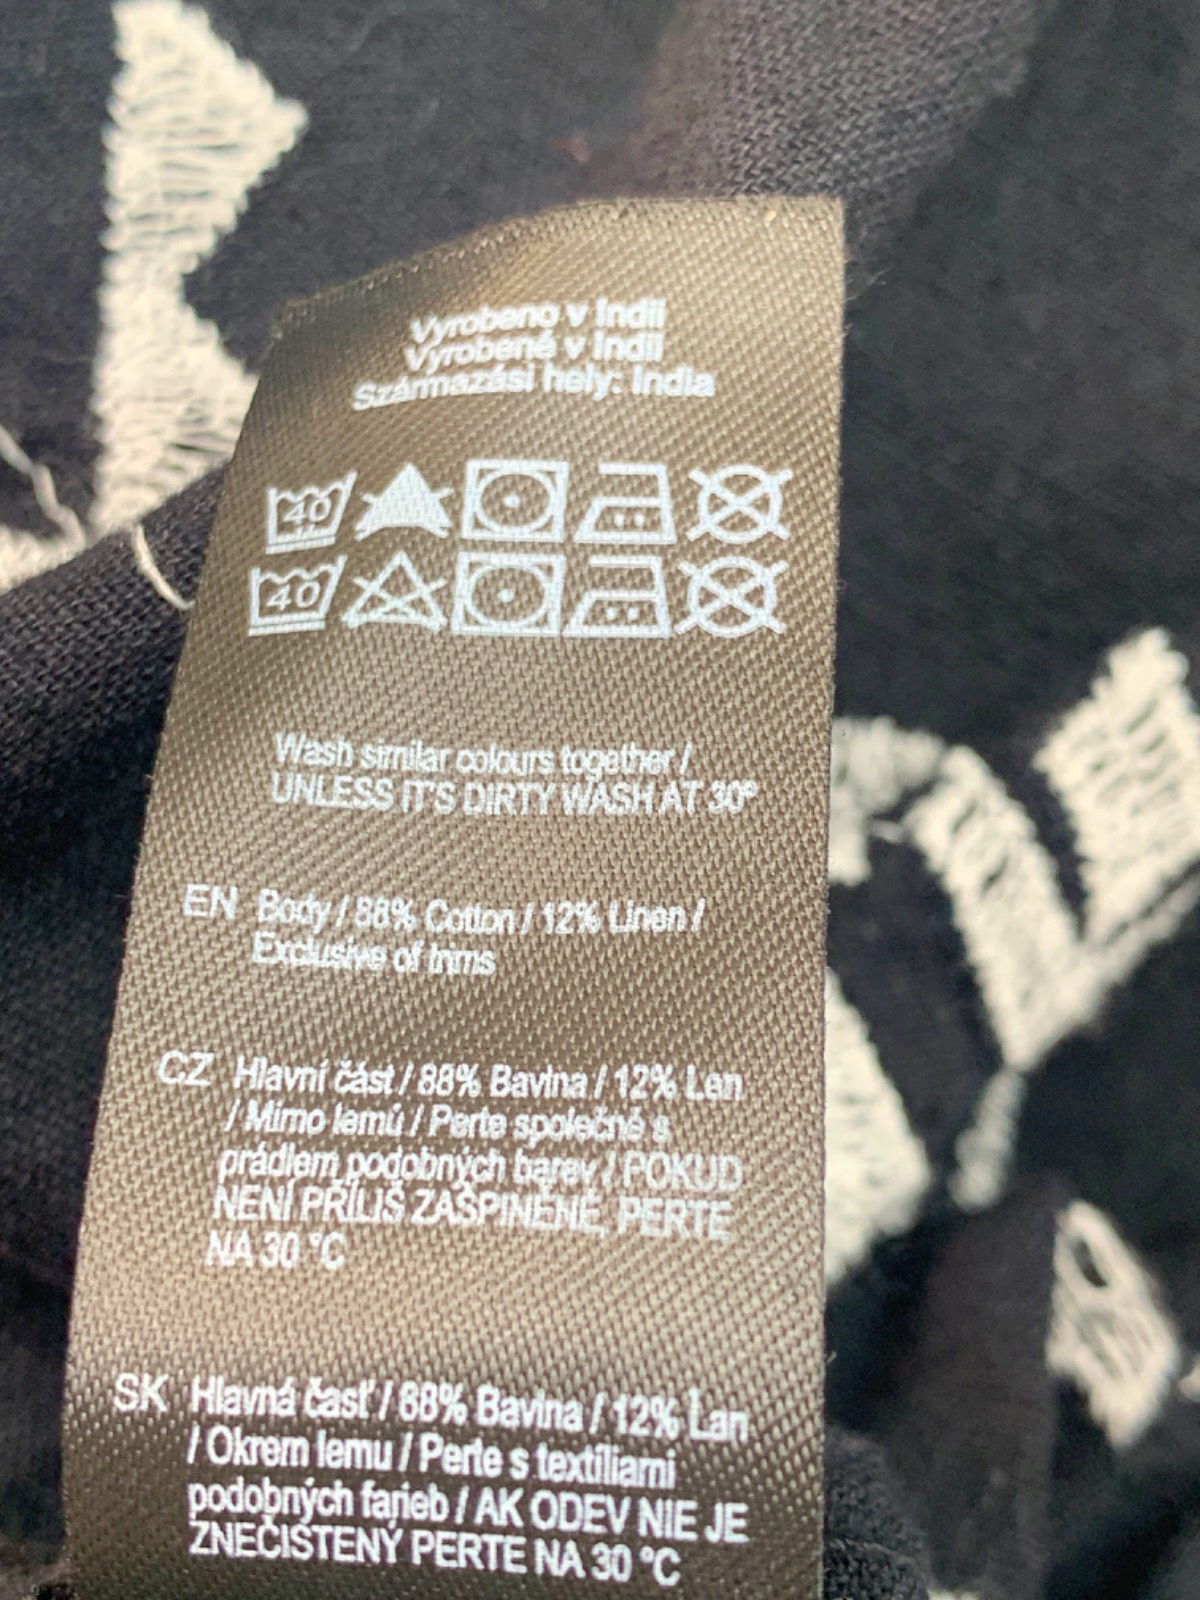 Vyrobeno v Indii
Vyrobené v Indii
Származási hely: India
40
40
Wash similar colours together /
UNLESS IT'S DIRTY WASH AT 30°
EN Body / 88% Cotton / 12% Linen /
Exclusive of trims
CZ Hlavní část / 88% Bavlna / 12% Len
/ Mimo lemů / Perte společně s
prádlem podobných barev / POKUD
NENÍ PŘÍLIŠ ZAŠPINĚNÉ, PERTE
NA 30 °C
SK Hlavná časť / 88% Bavlna / 12% Ľan
/ Okrem lemu / Perte s textíliami
podobných farieb / AK ODEV NIE JE
ZNEČISTENÝ PERTE NA 30 °C